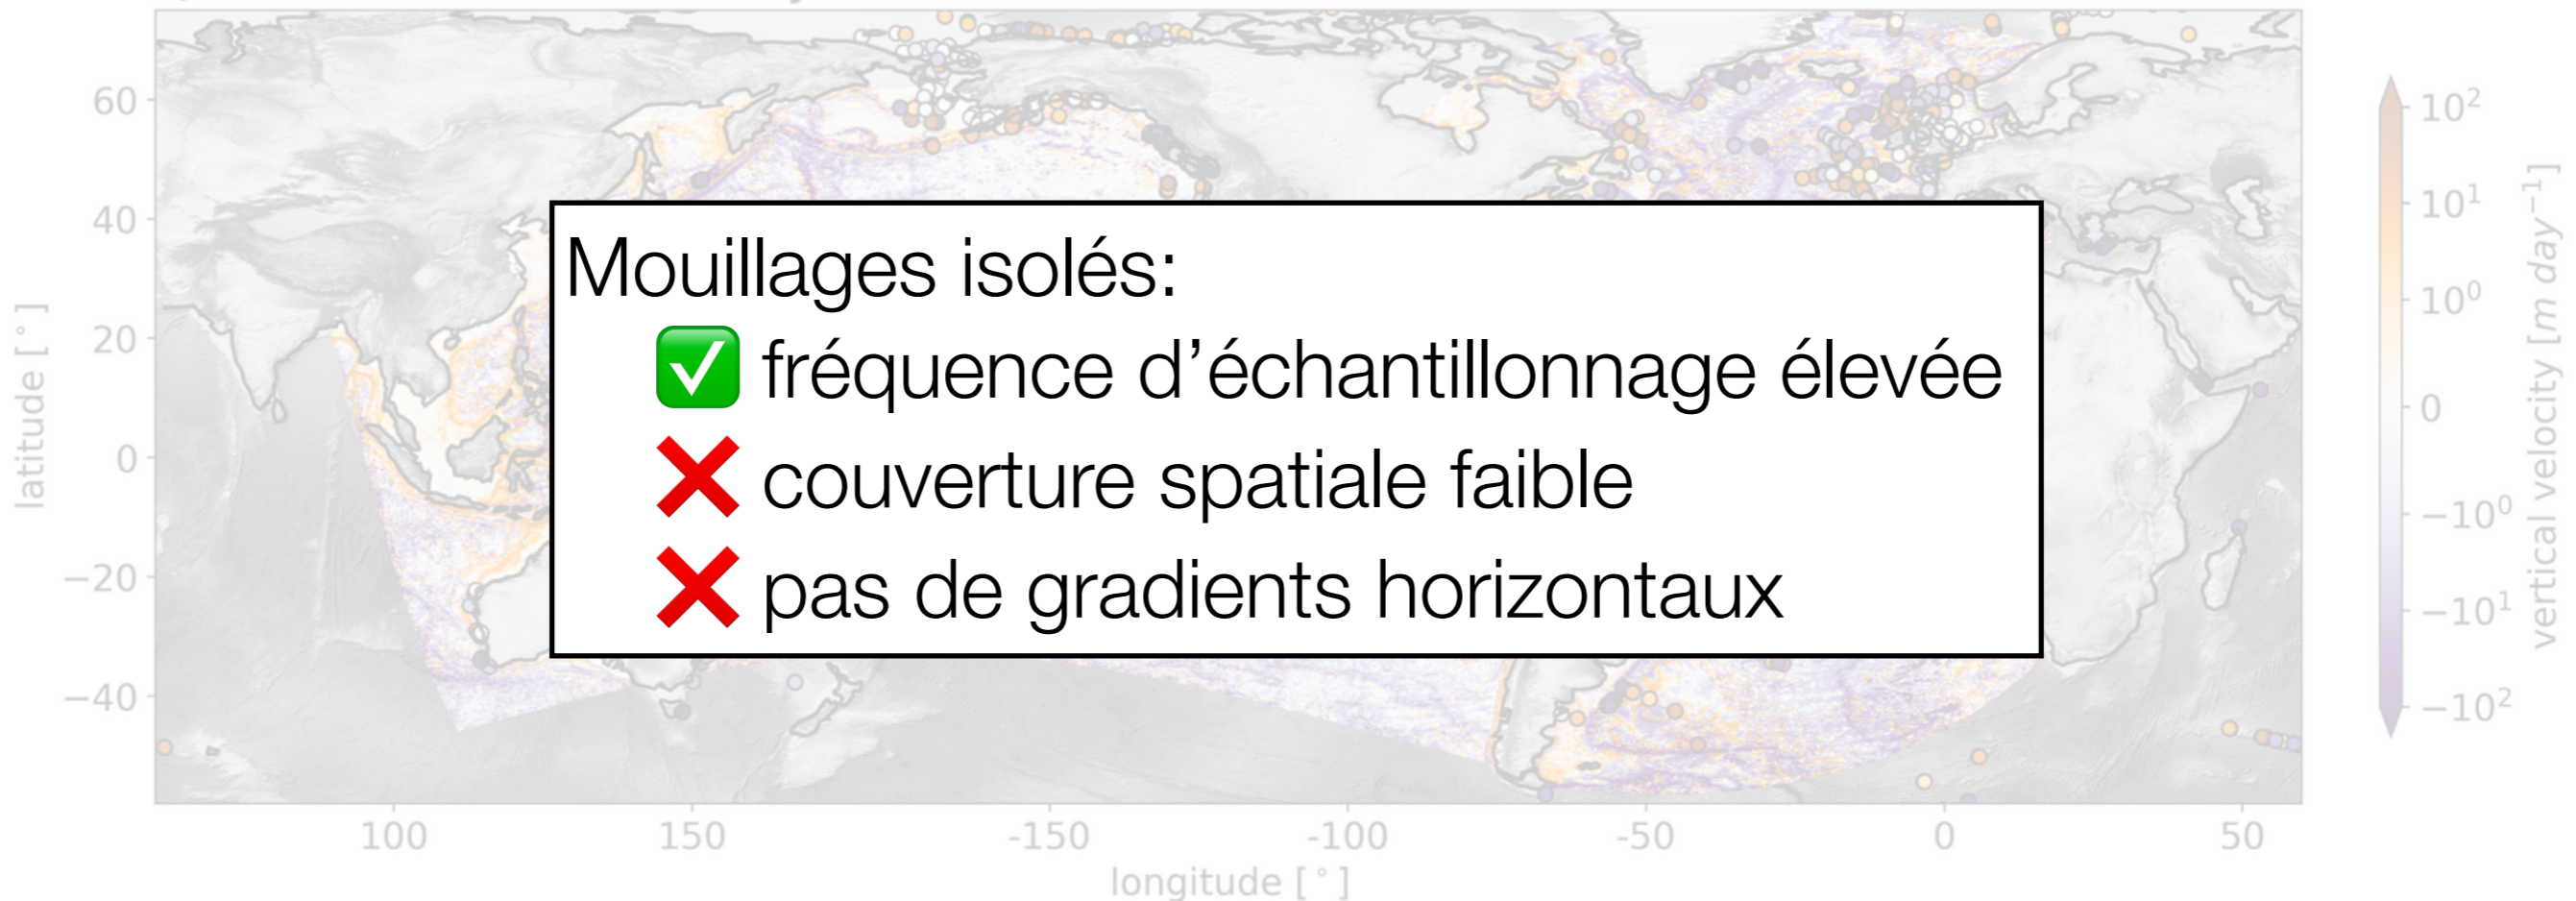 Mouillages isolés:
✅ fréquence d’échantillonnage élevée
❌ couverture spatiale faible
❌ pas de gradients horizontaux
latitude [°]
60
40
20
0
−20
−40
100
150
-150
-100
-50
0
50
longitude [°]
10²
10¹
10⁰
0
−10⁰
−10¹
−10²
vertical velocity [m day⁻¹]